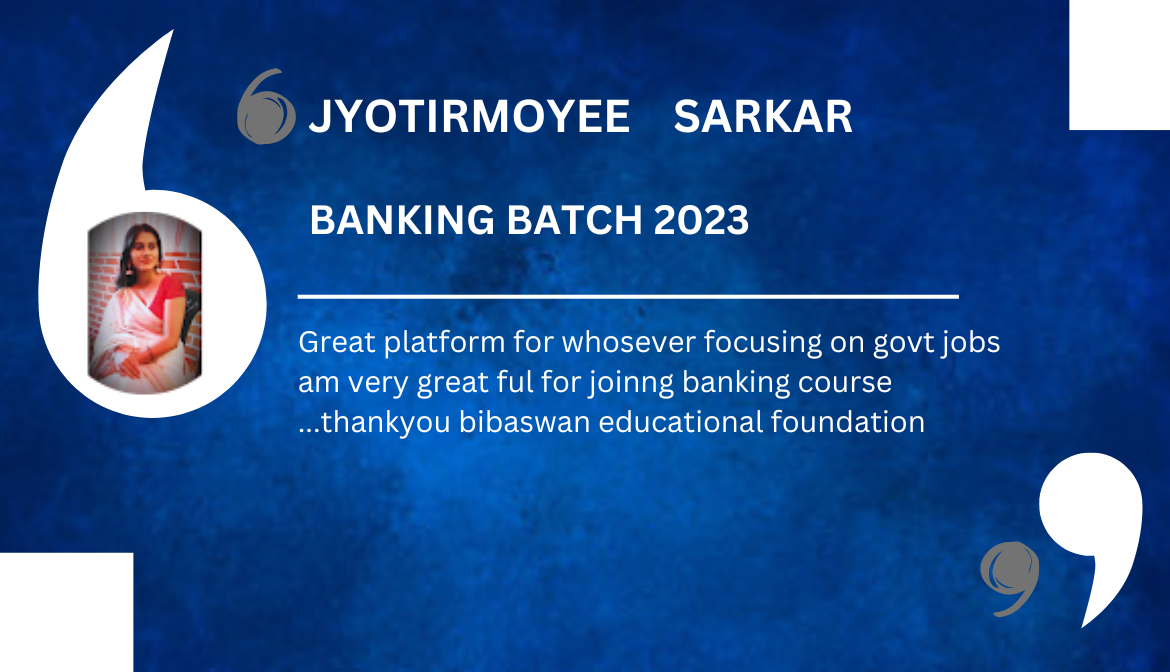 JYOTIRMOYEE SARKAR
BANKING BATCH 2023
Great platform for whosever focusing on govt jobs
am very great ful for joinng banking course
...thankyou bibaswan educational foundation